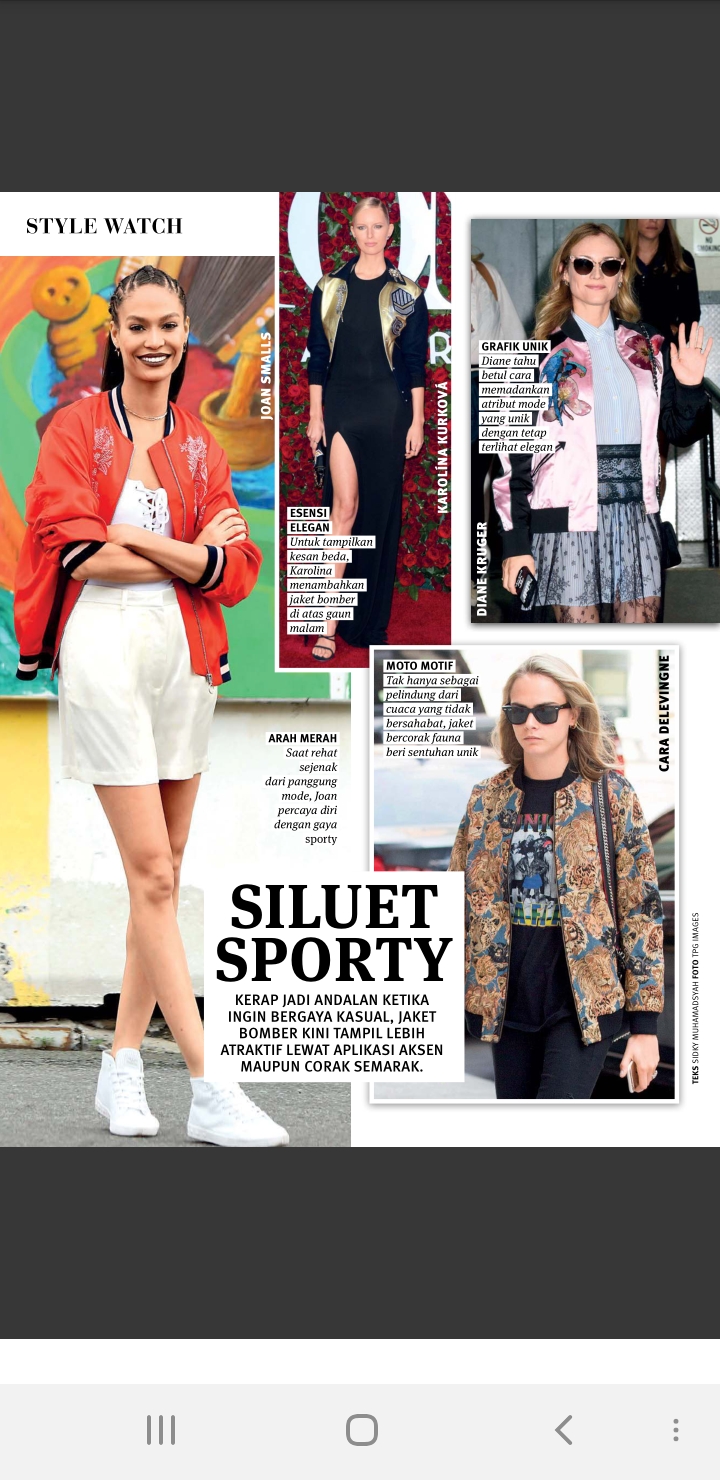 STYLE WATCH
JOAN SMALLS
ARAH MERAH
Saat rehat
sejenak
dari panggung
mode, Joan
percaya diri
dengan gaya
sporty
ESENSI
ELEGAN
Untuk tampilkan
kesan beda,
Karolina
menambahkan
jaket bomber
di atas gaun
malam
KAROLÍNA KURKOVÁ
GRAFIK UNIK
Diane tahu
betul cara
memadankan
atribut mode
yang unik
dengan tetap
terlihat elegan
DIANE KRUGER
NO
MOTO MOTIF
Tak hanya sebagai
pelindung dari
cuaca yang tidak
bersahabat, jaket
bercorak fauna
beri sentuhan unik
CARA DELEVINGNE
SILUET
SPORTY
KERAP JADI ANDALAN KETIKA
INGIN BERGAYA KASUAL, JAKET
BOMBER KINI TAMPIL LEBIH
ATRAKTIF LEWAT APLIKASI AKSEN
MAUPUN CORAK SEMARAK.
TEKS SIDKY MUHAMADSYAH FOTO TPG IMAGES